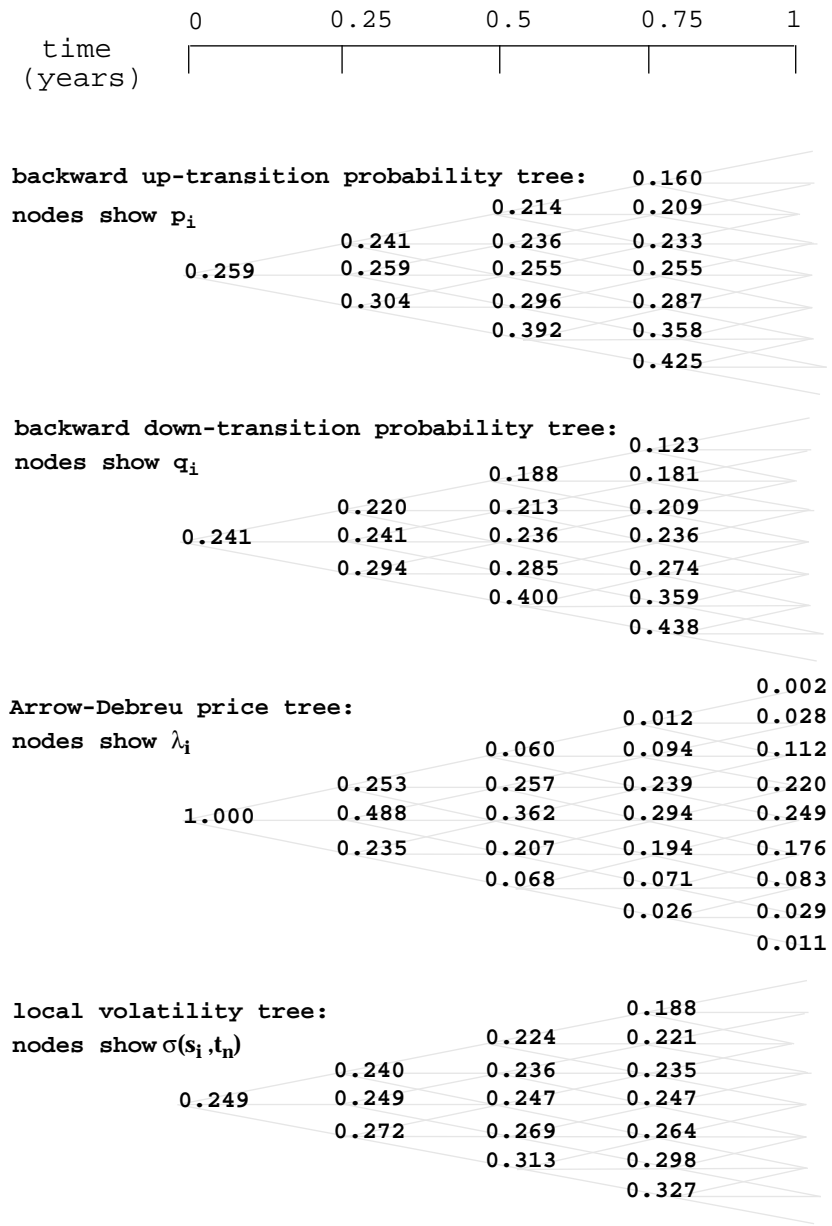 0 0.25 0.5 0.75 1
time
(years)
backward up-transition probability tree: 0.160
nodes show pi 0.214 0.209
0.241 0.236 0.233
0.259 0.259 0.255 0.255
0.304 0.296 0.287
0.392 0.358
0.425
backward down-transition probability tree:
0.123
nodes show qi 0.188 0.181
0.220 0.213 0.209
0.241 0.241 0.236 0.236
0.294 0.285 0.274
0.400 0.359
0.438
0.002
Arrow-Debreu price tree: 0.012 0.028
nodes show λi 0.060 0.094 0.112
0.253 0.257 0.239 0.220
1.000 0.488 0.362 0.294 0.249
0.235 0.207 0.194 0.176
0.068 0.071 0.083
0.026 0.029
0.011
local volatility tree: 0.188
nodes show σ(si ,tn) 0.224 0.221
0.240 0.236 0.235
0.249 0.249 0.247 0.247
0.272 0.269 0.264
0.313 0.298
0.327